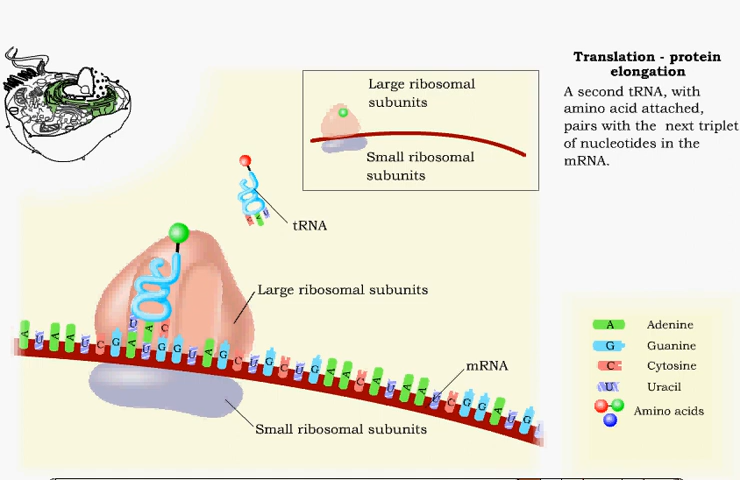 Translation - protein
elongation
A second tRNA, with
amino acid attached,
pairs with the next triplet
of nucleotides in the
mRNA.
Large ribosomal
subunits
Small ribosomal
subunits
tRNA
Large ribosomal subunits
U A C
A U A A U C G A U G G U A G C U G C U G A A C A U A A U C G G A U G
mRNA
Small ribosomal subunits
A Adenine
G Guanine
C Cytosine
U Uracil
Amino acids